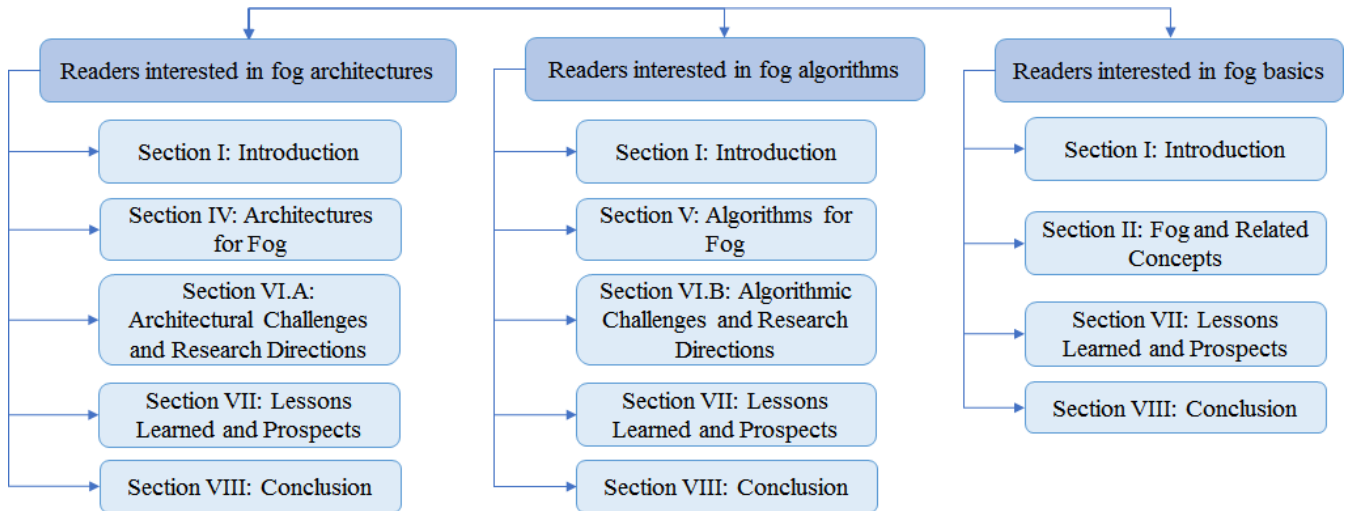 Readers interested in fog architectures
Section I: Introduction
Section IV: Architectures
for Fog
Section VI.A:
Architectural Challenges
and Research Directions
Section VII: Lessons
Learned and Prospects
Section VIII: Conclusion
Readers interested in fog algorithms
Section I: Introduction
Section V: Algorithms for
Fog
Section VI.B: Algorithmic
Challenges and Research
Directions
Section VII: Lessons
Learned and Prospects
Section VIII: Conclusion
Readers interested in fog basics
Section I: Introduction
Section II: Fog and Related
Concepts
Section VII: Lessons
Learned and Prospects
Section VIII: Conclusion